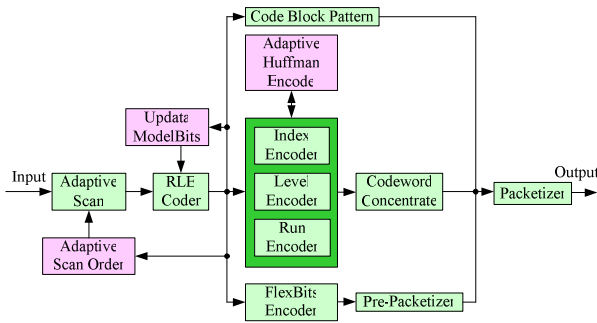 Code Block Pattern
Adaptive
Huffman
Encode
Updata
ModelBits
Index
Encoder
Input
Adaptive
Scan
RLE
Coder
Level
Encoder
Codeword
Concentrate
Packetizer
Output
Run
Encoder
Adaptive
Scan Order
FlexBits
Encoder
Pre-Packetizer